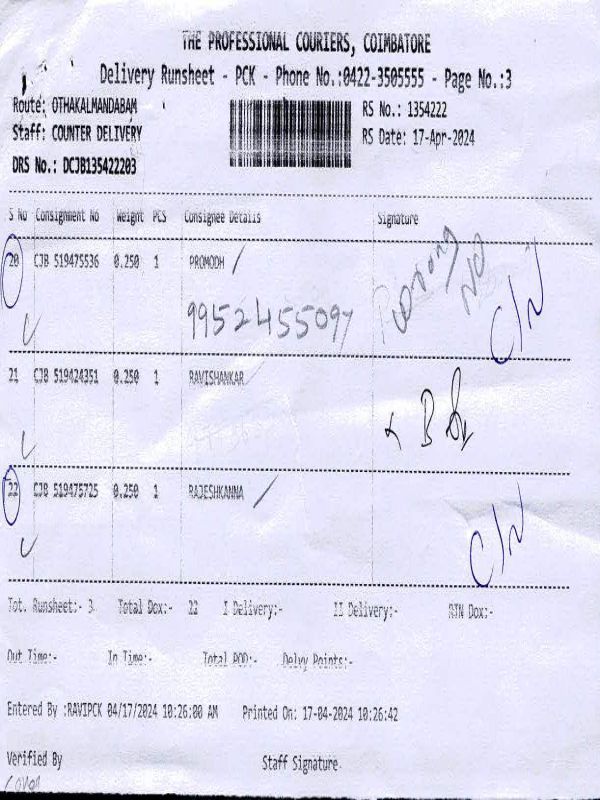 THE PROFESSIONAL COURIERS, COIMBATORE
Delivery Runsheet - PCK - Phone No.:0422-3505555 - Page No.:3
Route: OTHAKALMANDABAM RS No.: 1354222
Staff: COUNTER DELIVERY RS Date: 17-Apr-2024
DRS No.: DCJB135422203
S No Consignment No Weight PCS Consignee Details Signature
20 CJB 519475536 0.250 1 PROMODH / wrong no C/N
9952455097
21 CJB 519424351 0.250 1 RAVISHANKAR
22 CJB 519475725 0.250 1 RAJESHKANNA / C/N
Tot. Runsheet:- 3 Total Dox:- 22 I Delivery:- II Delivery:- RTN Dox:-
Out Time:- In Time:- Total POD:- Delvy Points:-
Entered By :RAVIPCK 04/17/2024 10:26:00 AM Printed On: 17-04-2024 10:26:42
Verified By Staff Signature